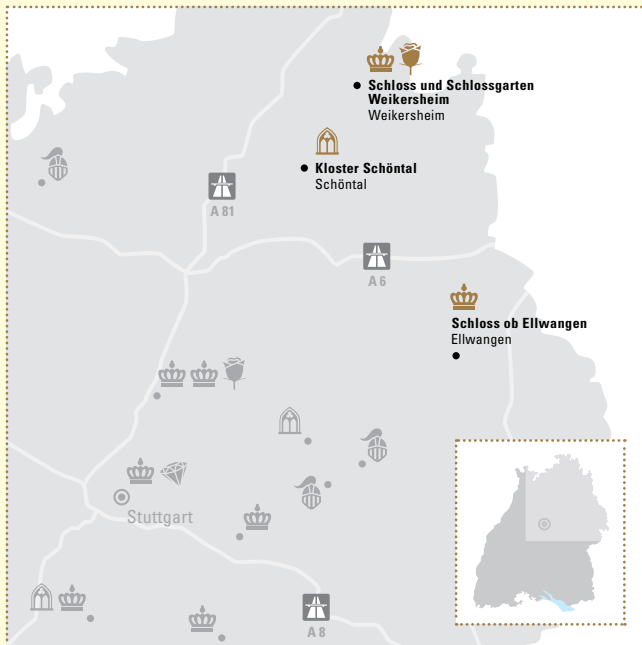 Schloss und Schlossgarten
Weikersheim
Weikersheim
Kloster Schöntal
Schöntal
A 81
A 6
Schloss ob Ellwangen
Ellwangen
Stuttgart
A 8